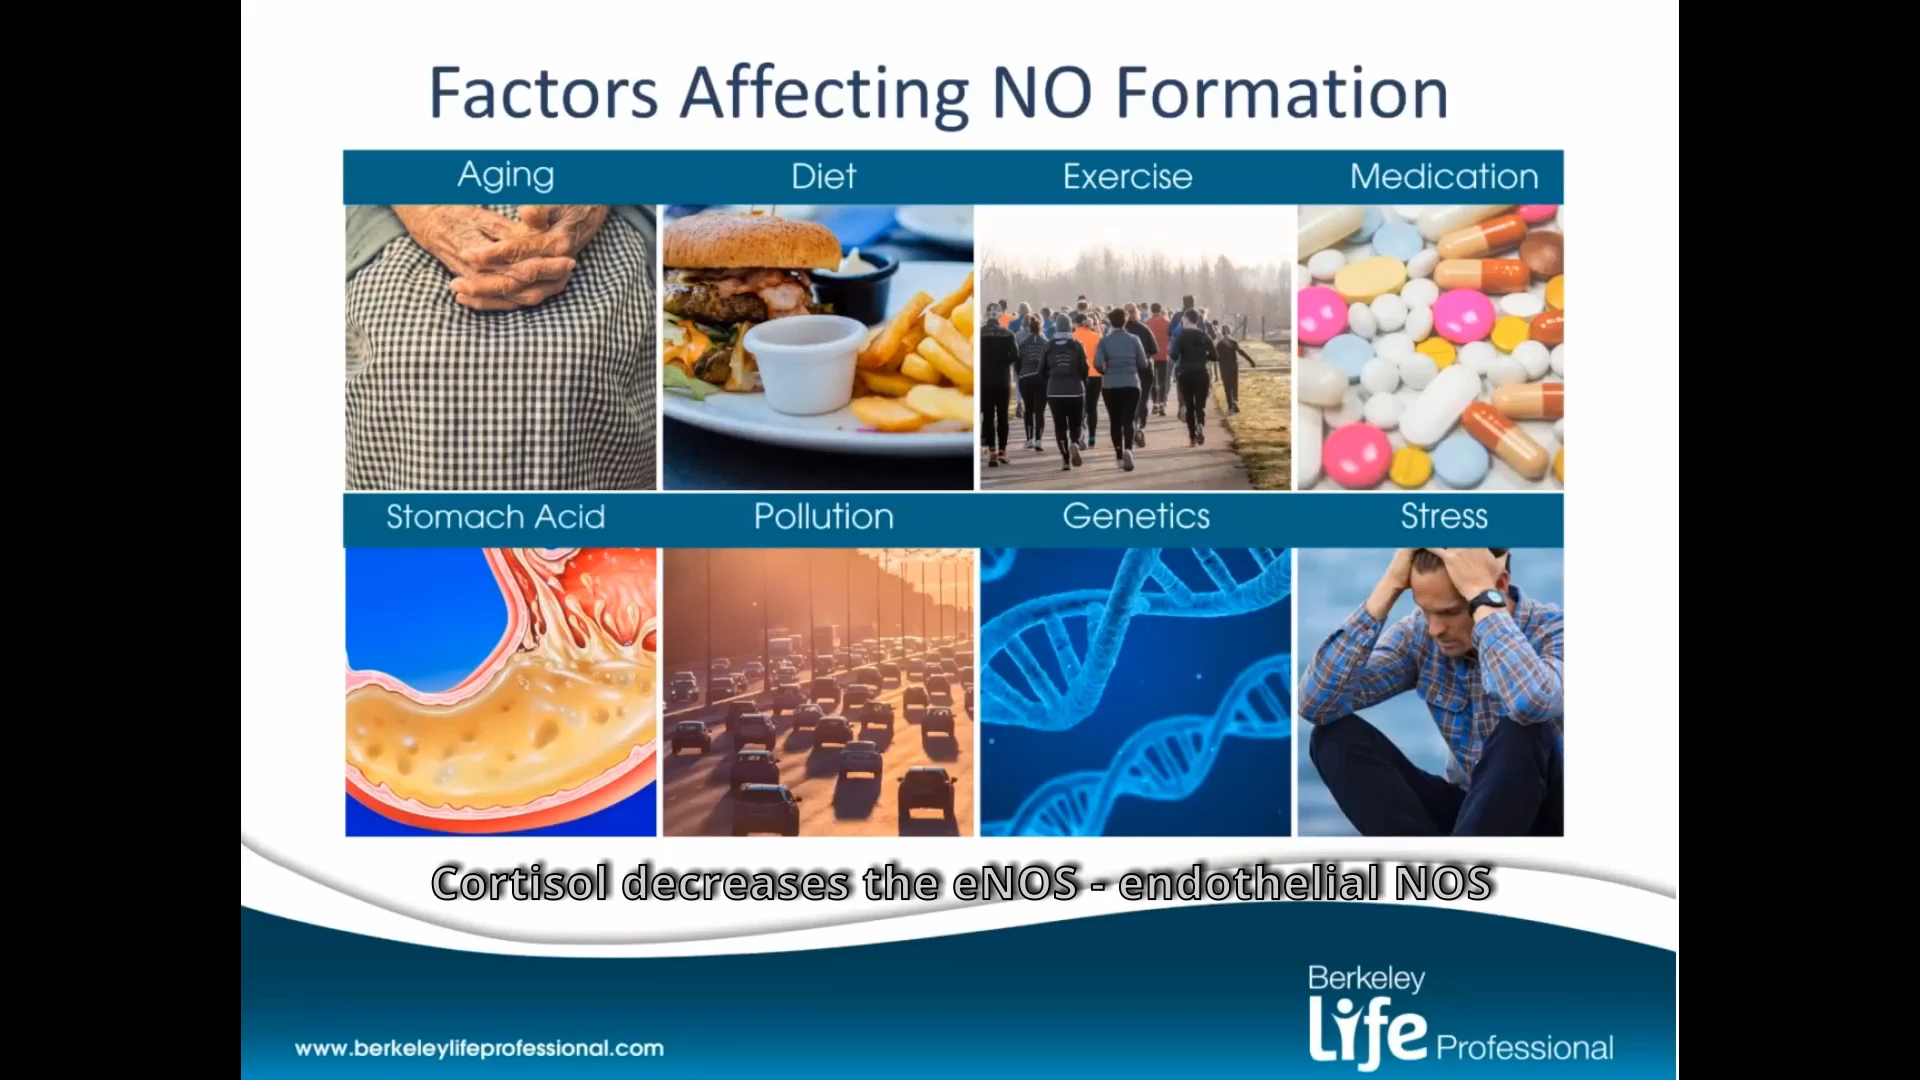 Factors Affecting NO Formation
Aging Diet Exercise Medication
Stomach Acid Pollution Genetics Stress
Cortisol decreases the eNOS - endothelial NOS
Berkeley
Life Professional
www.berkeleylifeprofessional.com